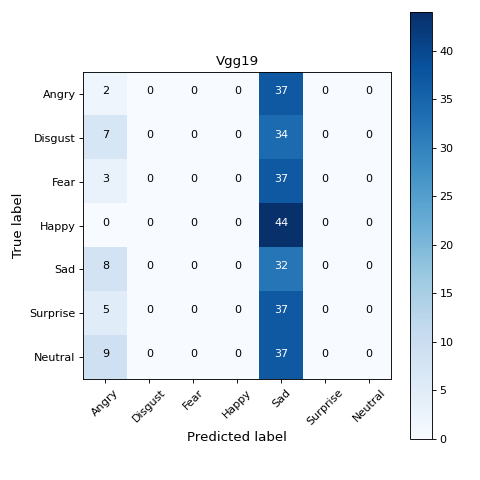 Vgg19
Angry 2 0 0 0 37 0 0
Disgust 7 0 0 0 34 0 0
Fear 3 0 0 0 37 0 0
Happy 0 0 0 0 44 0 0
Sad 8 0 0 0 32 0 0
Surprise 5 0 0 0 37 0 0
Neutral 9 0 0 0 37 0 0
Angry Disgust Fear Happy Sad Surprise Neutral
True label
Predicted label
40
35
30
25
20
15
10
5
0